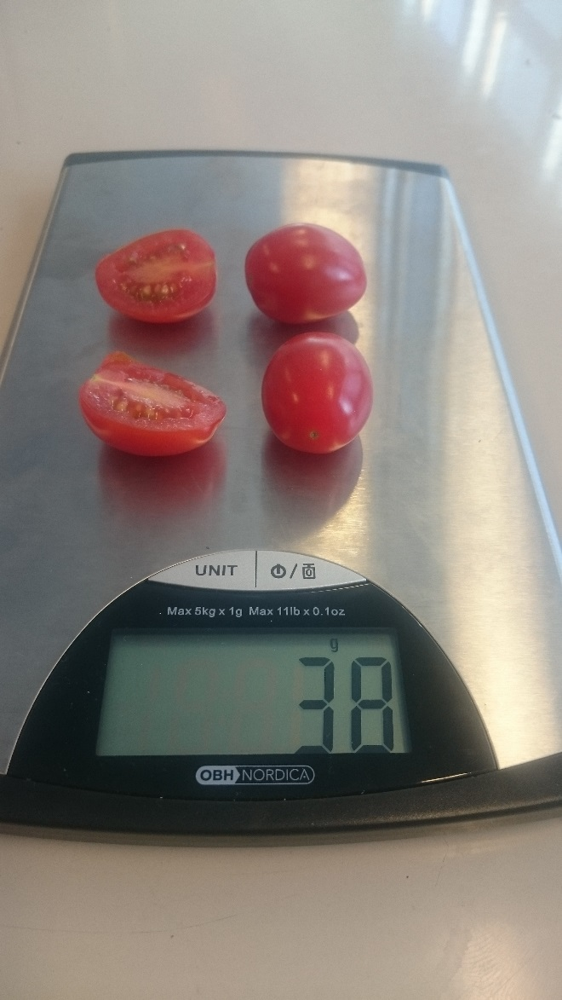 UNIT
Max 5kg x 1g Max 11lb x 0.1oz
g
38
OBH NORDICA